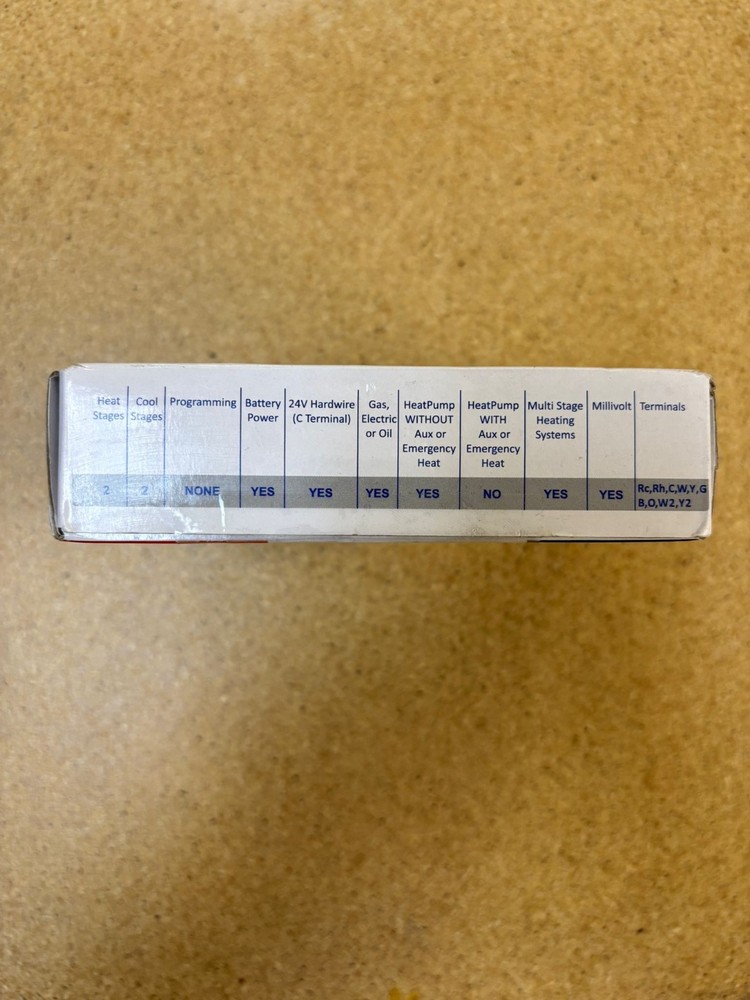 Heat
Stages
Cool
Stages
Programming
Battery
Power
24V Hardwire
(C Terminal)
Gas,
Electric
or Oil
HeatPump
WITHOUT
Aux or
Emergency
Heat
HeatPump
WITH
Aux or
Emergency
Heat
Multi Stage
Heating
Systems
Millivolt
Terminals
2
2
NONE
YES
YES
YES
YES
NO
YES
YES
Rc,Rh,C,W,Y,G
B,O,W2,Y2